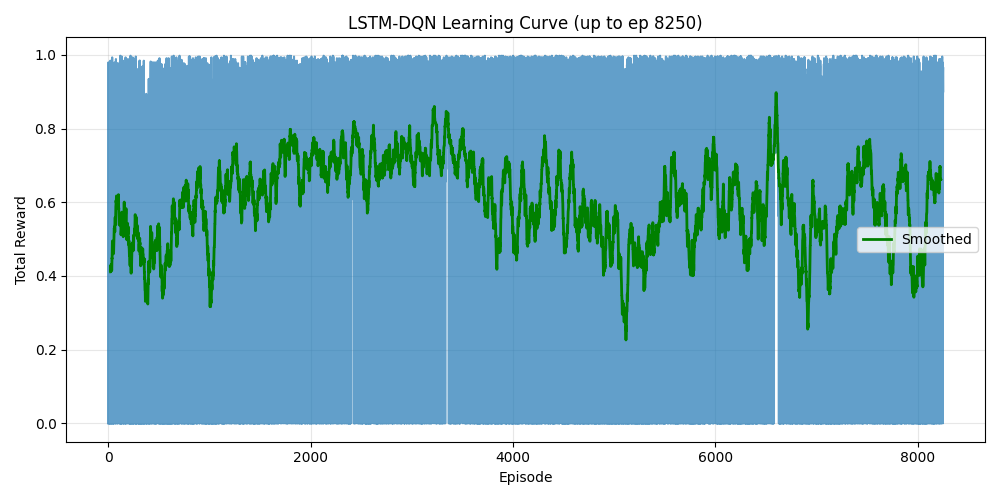 LSTM-DQN Learning Curve (up to ep 8250)
1.0
0.8
0.6
0.4
0.2
0.0
Total Reward
Smoothed
0 2000 4000 6000 8000
Episode